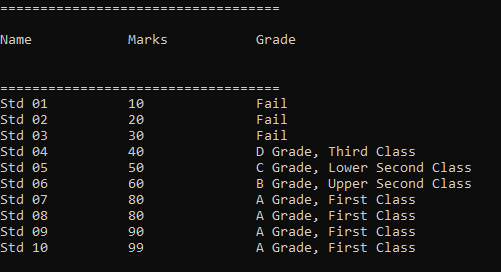 ===================================
Name Marks Grade
===================================
Std 01 10 Fail
Std 02 20 Fail
Std 03 30 Fail
Std 04 40 D Grade, Third Class
Std 05 50 C Grade, Lower Second Class
Std 06 60 B Grade, Upper Second Class
Std 07 80 A Grade, First Class
Std 08 80 A Grade, First Class
Std 09 90 A Grade, First Class
Std 10 99 A Grade, First Class